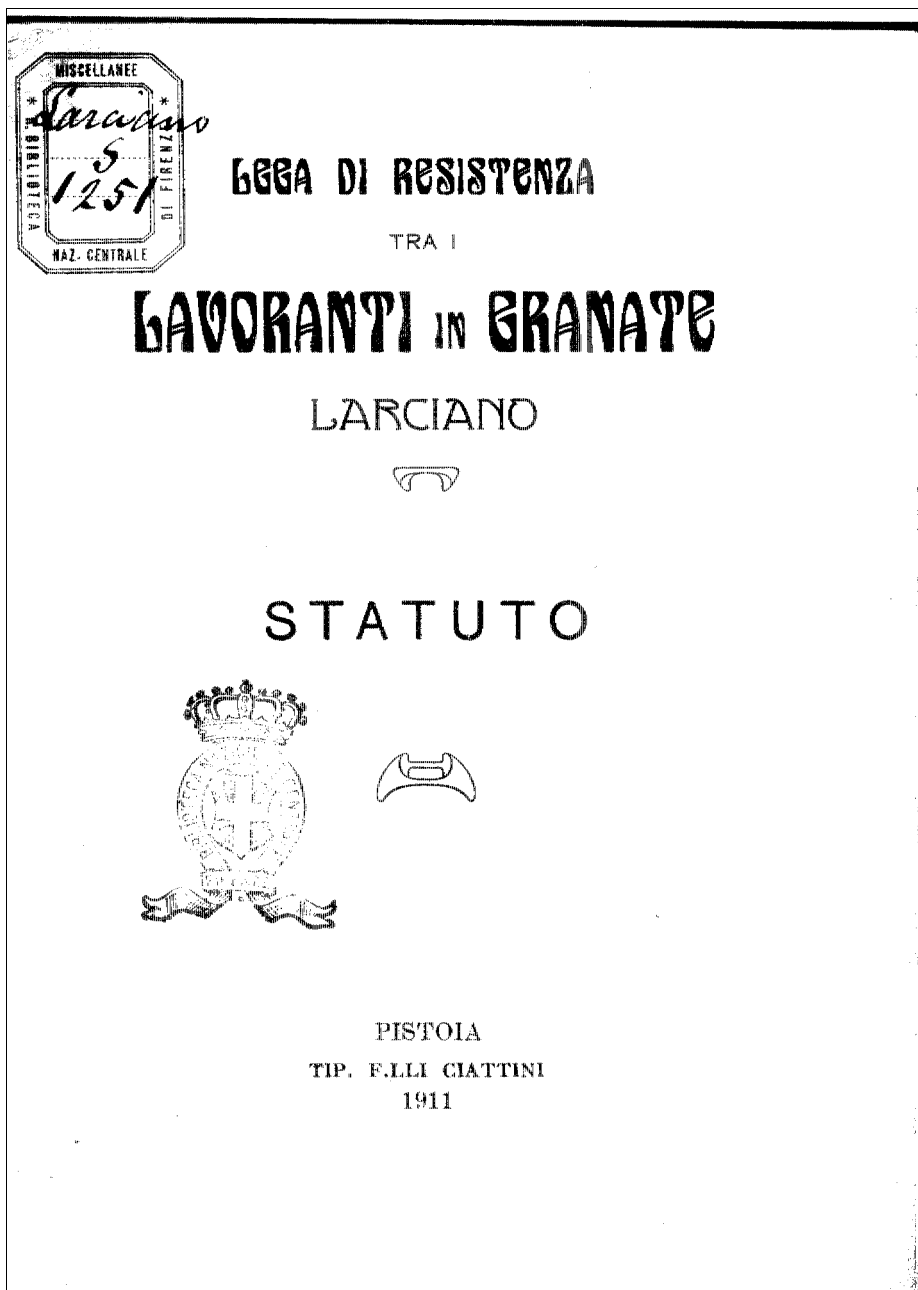 MISCELLANEE
R. BIBLIOTECA
DI FIRENZE
NAZ. CENTRALE
Larciano
S
1251
LEGA DI RESISTENZA
TRA I
LAVORANTI IN GRANATE
LARCIANO
STATUTO
PISTOIA
TIP. F.LLI CIATTINI
1911